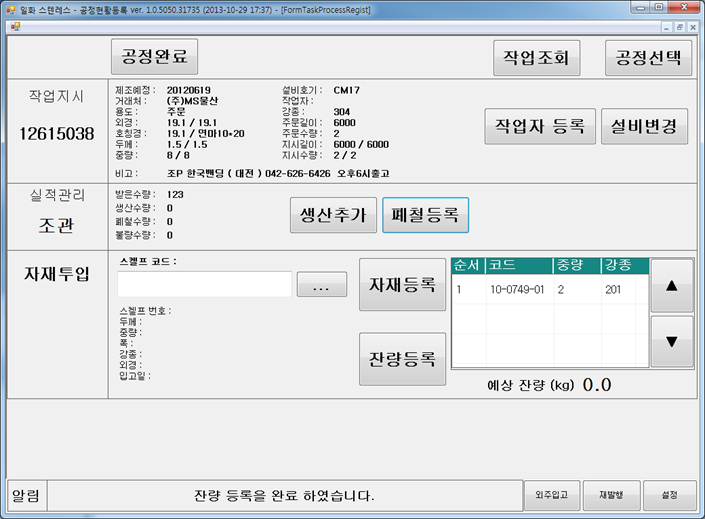 일화 스텐레스 - 공정현황등록 ver. 1.0.5050.31735 (2013-10-29 17:37) - [FormTaskProcessRegist]
공정완료 작업조회 공정선택
작업지시
12615038
제조예정 : 20120619 설비호기 : CM17
거래처 : (주)MS물산 작업자 :
용도 : 주문 강종 : 304
외경 : 19.1 / 19.1 주문길이 : 6000
호칭경 : 19.1 / 연마10*20 주문수량 : 2
두께 : 1.5 / 1.5 지시길이 : 6000 / 6000
중량 : 8 / 8 지시수량 : 2 / 2
비고 : 조P 한국밴딩 ( 대전 ) 042-626-6426 오후6시출고
작업자 등록 설비변경
실적관리
조관
받은수량 : 123
생산수량 : 0
폐철수량 : 0
불량수량 : 0
생산추가 폐철등록
자재투입
스켈프 코드 :
...
스켈프 번호 :
두께 :
중량 :
폭 :
강종 :
외경 :
입고일 :
자재등록
잔량등록
순서 코드 중량 강종
1 10-0749-01 2 201
▲
▼
예상 잔량 (kg) 0.0
알림 잔량 등록을 완료 하였습니다. 외주입고 재발행 설정